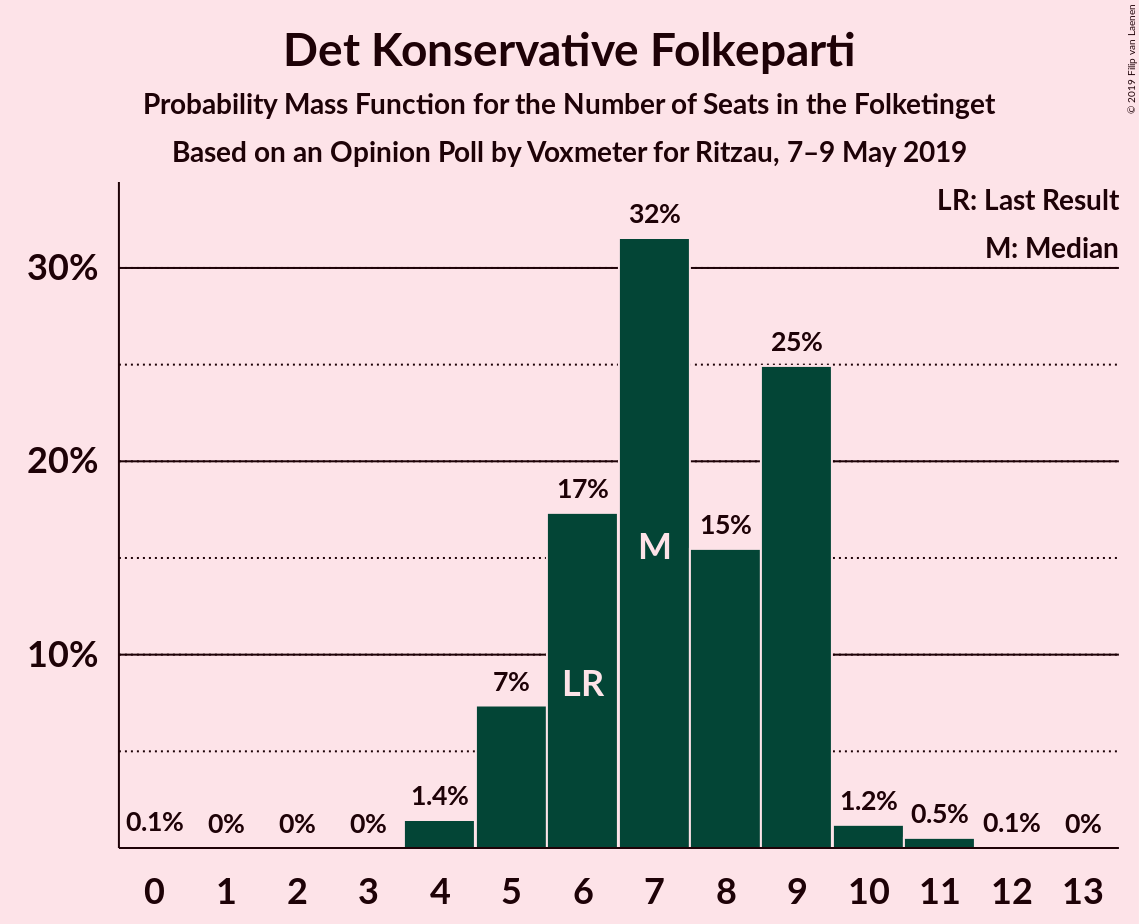 Det Konservative Folkeparti
Probability Mass Function for the Number of Seats in the Folketinget
Based on an Opinion Poll by Voxmeter for Ritzau, 7–9 May 2019
© 2019 Filip van Laenen
LR: Last Result
M: Median
30%
20%
10%
0.1%
0%
0%
0%
1.4%
7%
17%
32%
15%
25%
1.2%
0.5%
0.1%
0%
LR
M
0 1 2 3 4 5 6 7 8 9 10 11 12 13